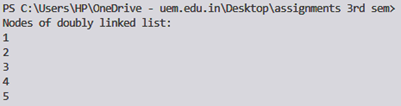 PS C:\Users\HP\OneDrive - uem.edu.in\Desktop\assignments 3rd sem>
Nodes of doubly linked list:
1
2
3
4
5